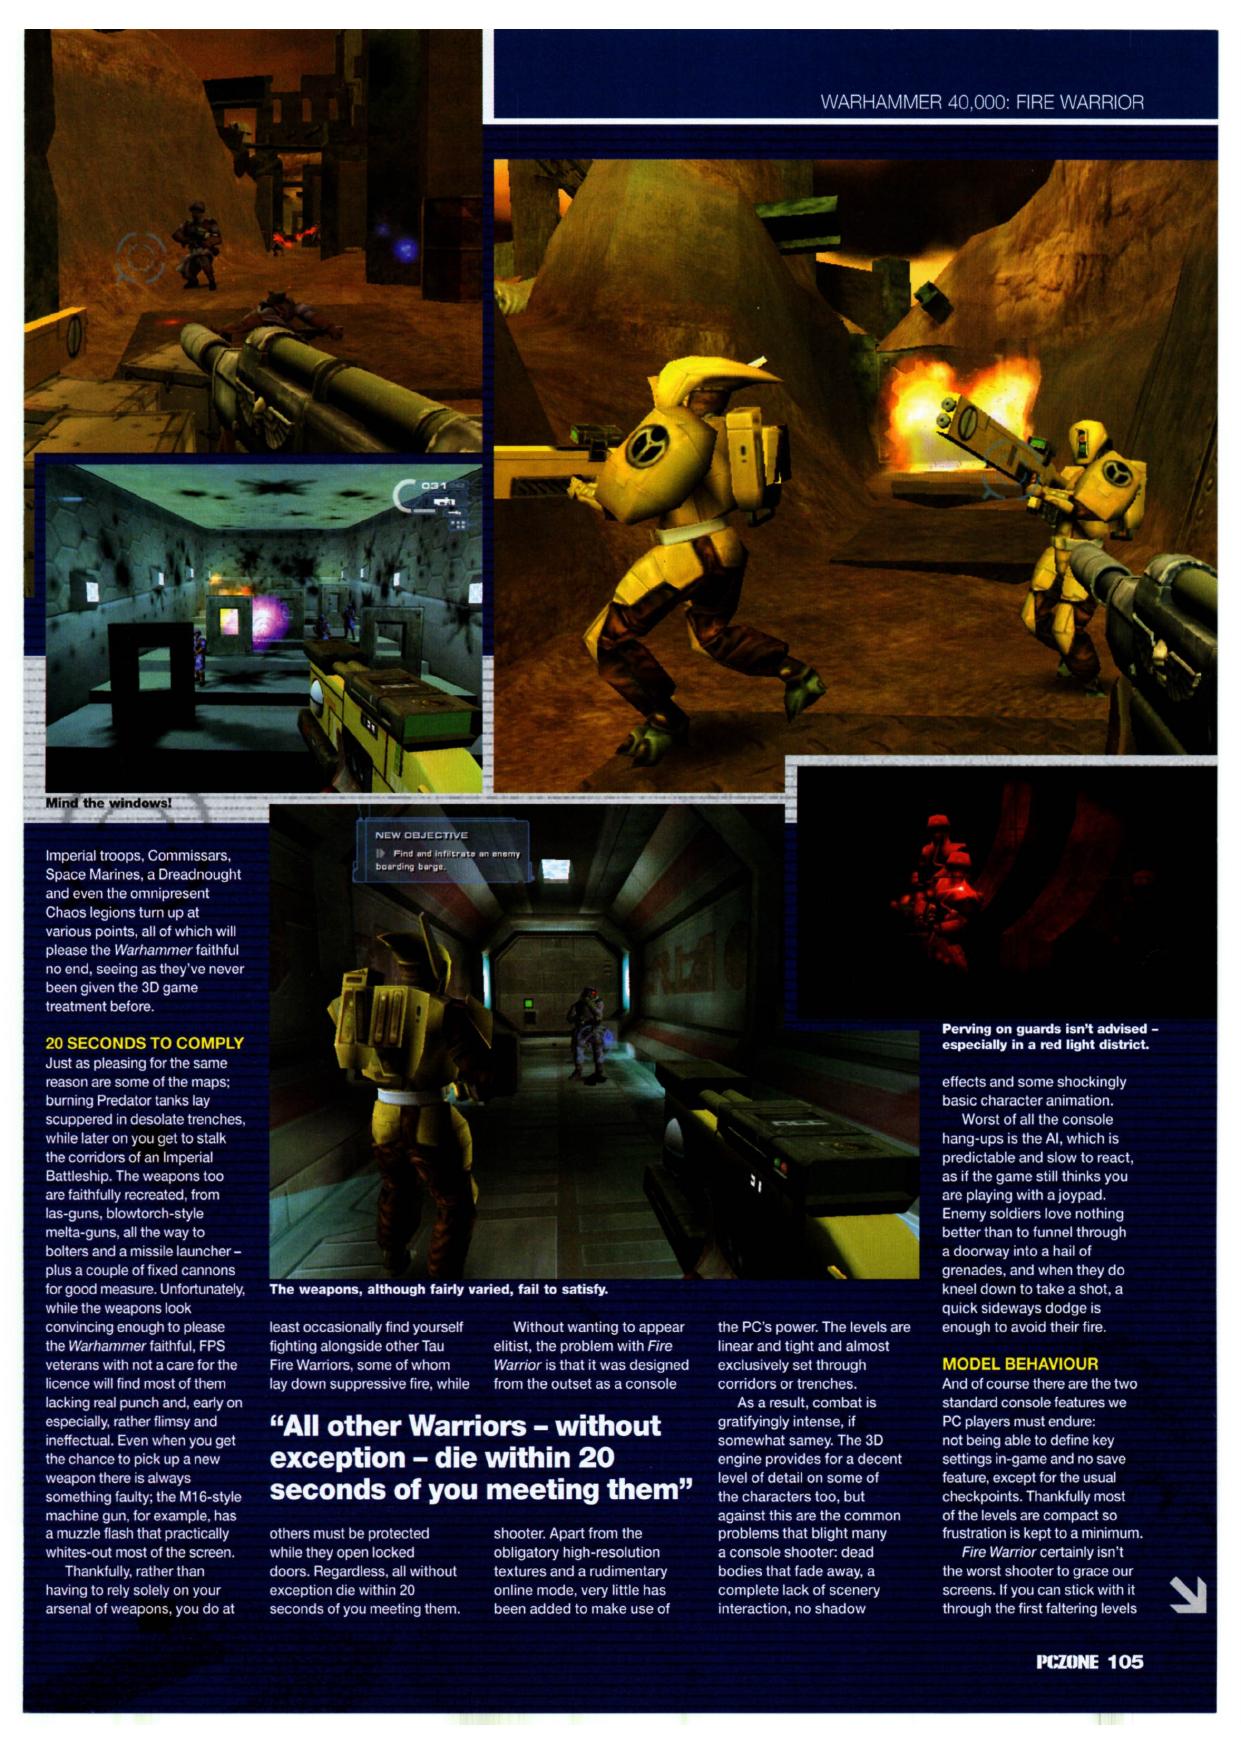 WARHAMMER 40,000: FIRE WARRIOR
031
Mind the windows!
NEW OBJECTIVE
Find and infiltrate an enemy
boarding barge.
Perving on guards isn't advised –
especially in a red light district.
The weapons, although fairly varied, fail to satisfy.
Imperial troops, Commissars,
Space Marines, a Dreadnought
and even the omnipresent
Chaos legions turn up at
various points, all of which will
please the Warhammer faithful
no end, seeing as they've never
been given the 3D game
treatment before.
20 SECONDS TO COMPLY
Just as pleasing for the same
reason are some of the maps;
burning Predator tanks lay
scuppered in desolate trenches,
while later on you get to stalk
the corridors of an Imperial
Battleship. The weapons too
are faithfully recreated, from
las-guns, blowtorch-style
melta-guns, all the way to
bolters and a missile launcher –
plus a couple of fixed cannons
for good measure. Unfortunately,
while the weapons look
convincing enough to please
the Warhammer faithful, FPS
veterans with not a care for the
licence will find most of them
lacking real punch and, early on
especially, rather flimsy and
ineffectual. Even when you get
the chance to pick up a new
weapon there is always
something faulty; the M16-style
machine gun, for example, has
a muzzle flash that practically
whites-out most of the screen.
Thankfully, rather than
having to rely solely on your
arsenal of weapons, you do at
least occasionally find yourself
fighting alongside other Tau
Fire Warriors, some of whom
lay down suppressive fire, while
"All other Warriors – without
exception – die within 20
seconds of you meeting them"
others must be protected
while they open locked
doors. Regardless, all without
exception die within 20
seconds of you meeting them.
Without wanting to appear
elitist, the problem with Fire
Warrior is that it was designed
from the outset as a console
shooter. Apart from the
obligatory high-resolution
textures and a rudimentary
online mode, very little has
been added to make use of
the PC's power. The levels are
linear and tight and almost
exclusively set through
corridors or trenches.
As a result, combat is
gratifyingly intense, if
somewhat samey. The 3D
engine provides for a decent
level of detail on some of
the characters too, but
against this are the common
problems that blight many
a console shooter: dead
bodies that fade away, a
complete lack of scenery
interaction, no shadow
effects and some shockingly
basic character animation.
Worst of all the console
hang-ups is the AI, which is
predictable and slow to react,
as if the game still thinks you
are playing with a joypad.
Enemy soldiers love nothing
better than to funnel through
a doorway into a hail of
grenades, and when they do
kneel down to take a shot, a
quick sideways dodge is
enough to avoid their fire.
MODEL BEHAVIOUR
And of course there are the two
standard console features we
PC players must endure:
not being able to define key
settings in-game and no save
feature, except for the usual
checkpoints. Thankfully most
of the levels are compact so
frustration is kept to a minimum.
Fire Warrior certainly isn't
the worst shooter to grace our
screens. If you can stick with it
through the first faltering levels
PCZONE 105